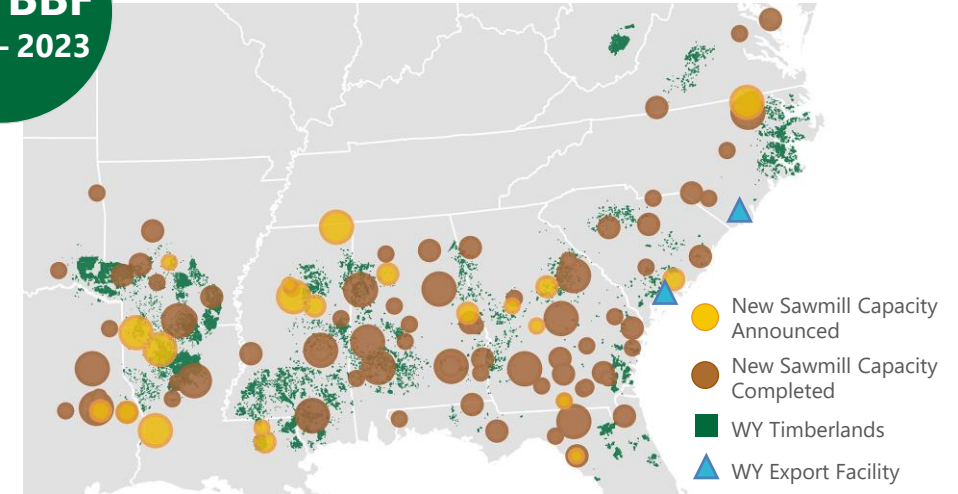 BBF
– 2023
New Sawmill Capacity
Announced
New Sawmill Capacity
Completed
WY Timberlands
WY Export Facility